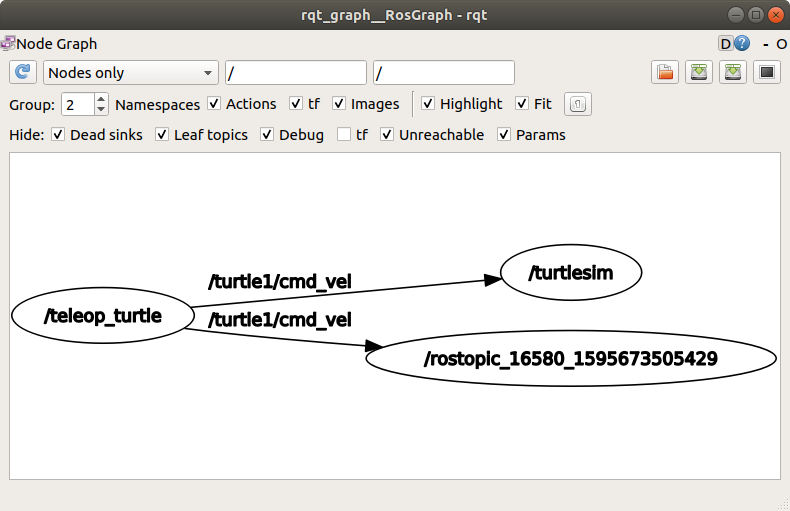 rqt_graph__RosGraph - rqt
Node Graph D ? - O
Nodes only / /
Group: 2 Namespaces Actions tf Images Highlight Fit
Hide: Dead sinks Leaf topics Debug tf Unreachable Params
/turtle1/cmd_vel
/turtlesim
/teleop_turtle
/turtle1/cmd_vel
/rostopic_16580_1595673505429